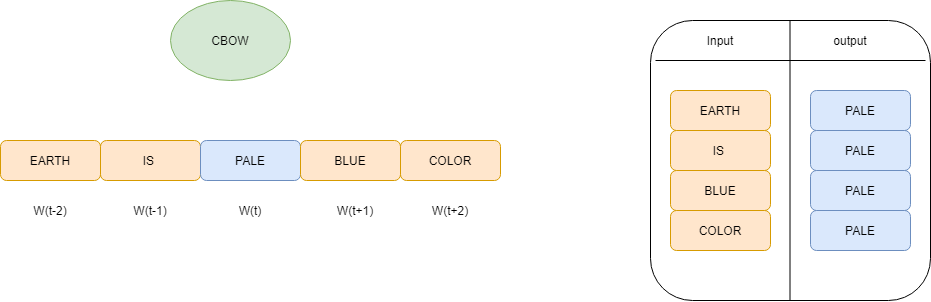 CBOW
EARTH IS PALE BLUE COLOR
W(t-2) W(t-1) W(t) W(t+1) W(t+2)
Input output
EARTH PALE
IS PALE
BLUE PALE
COLOR PALE